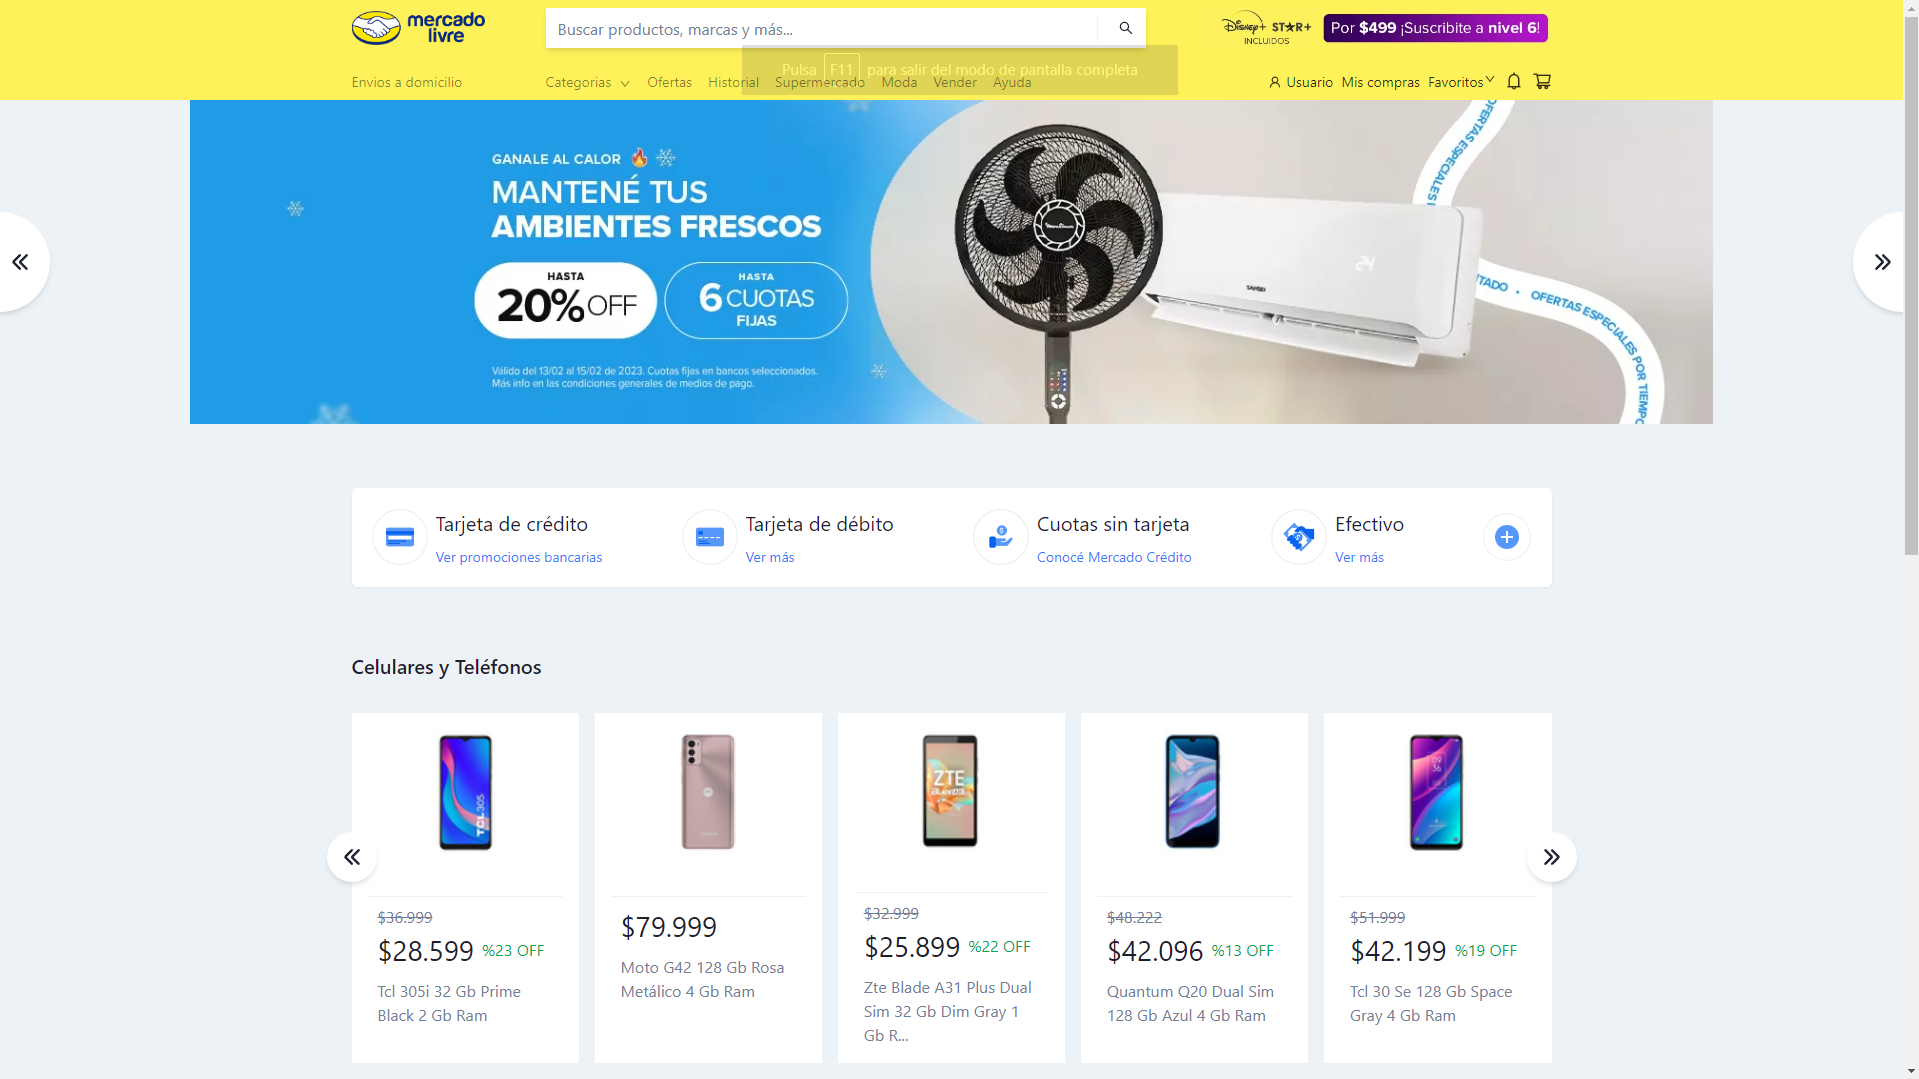 mercado
livre
Buscar productos, marcas y más...
Disney+ STAR+
INCLUIDOS
Por $499 ¡Suscribite a nivel 6!
Pulsa F11 para salir del modo de pantalla completa
Envios a domicilio
Categorias
Ofertas
Historial
Supermercado
Moda
Vender
Ayuda
Usuario
Mis compras
Favoritos
GANALE AL CALOR
MANTENÉ TUS
AMBIENTES FRESCOS
HASTA
20% OFF
HASTA
6 CUOTAS
FIJAS
Válido del 13/02 al 15/02 de 2023. Cuotas fijas en bancos seleccionados.
Más info en las condiciones generales de medios de pago.
24
OFERTAS ESPECIALES
TADO • OFERTAS ESPECIALES POR TIEMPO
Tarjeta de crédito
Ver promociones bancarias
Tarjeta de débito
Ver más
Cuotas sin tarjeta
Conocé Mercado Crédito
Efectivo
Ver más
Celulares y Teléfonos
TCL 305
ZTE
09
36
$36.999
$28.599 %23 OFF
Tcl 305i 32 Gb Prime
Black 2 Gb Ram
$79.999
Moto G42 128 Gb Rosa
Metálico 4 Gb Ram
$32.999
$25.899 %22 OFF
Zte Blade A31 Plus Dual
Sim 32 Gb Dim Gray 1
Gb R...
$48.222
$42.096 %13 OFF
Quantum Q20 Dual Sim
128 Gb Azul 4 Gb Ram
$51.999
$42.199 %19 OFF
Tcl 30 Se 128 Gb Space
Gray 4 Gb Ram